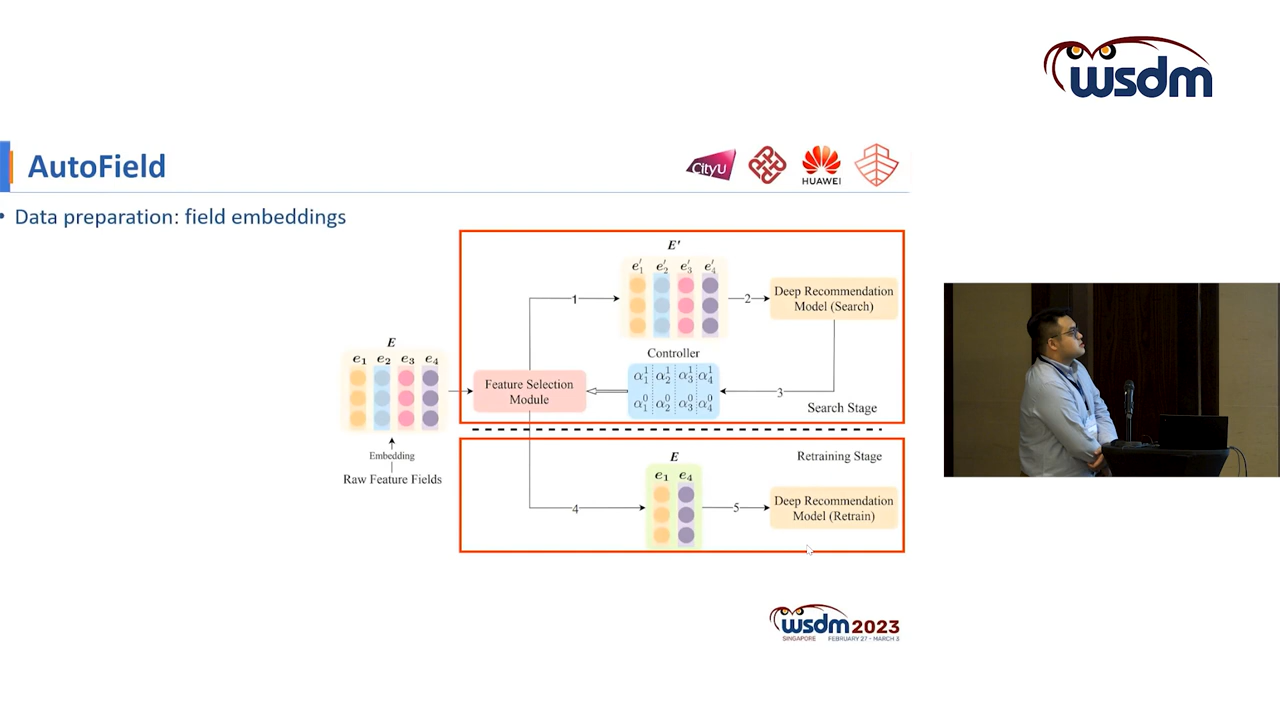 wsdm
AutoField
CityU
HUAWEI
• Data preparation: field embeddings
E'
e'1 e'2 e'3 e'4
1
2
Deep Recommendation
Model (Search)
E
e1 e2 e3 e4
Controller
Feature Selection
Module
α11 α12 α13 α14
α01 α02 α03 α04
3
Search Stage
Embedding
Raw Feature Fields
E
Retraining Stage
e1 e4
4
5
Deep Recommendation
Model (Retrain)
wsdm2023
SINGAPORE FEBRUARY 27 - MARCH 3